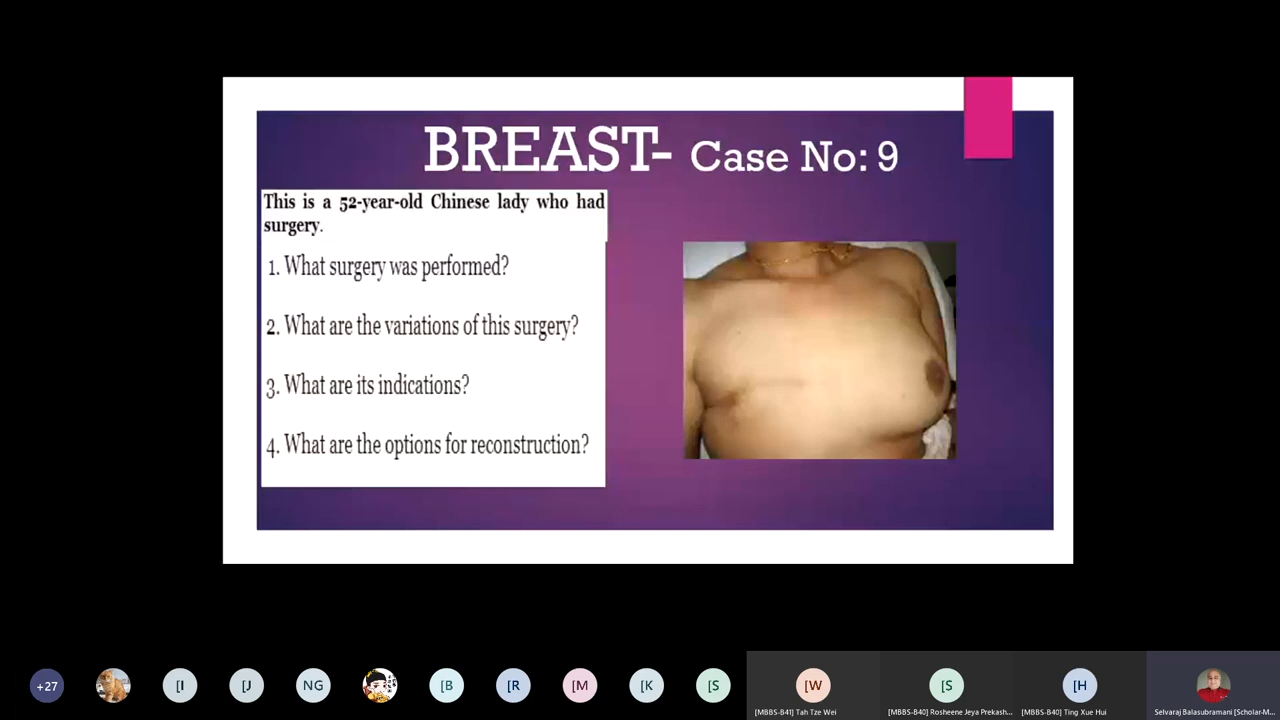 BREAST- Case No: 9
This is a 52-year-old Chinese lady who had
surgery.
1. What surgery was performed?
2. What are the variations of this surgery?
3. What are its indications?
4. What are the options for reconstruction?
+27
[I
[J
NG
[B
[R
[M
[K
[S
[W
[S
[H
[MBBS-B41] Tah Tze Wei
[MBBS-B40] Rosheene Jeya Prekash...
[MBBS-B40] Ting Xue Hui
Selvaraj Balasubramani [Scholar-M...